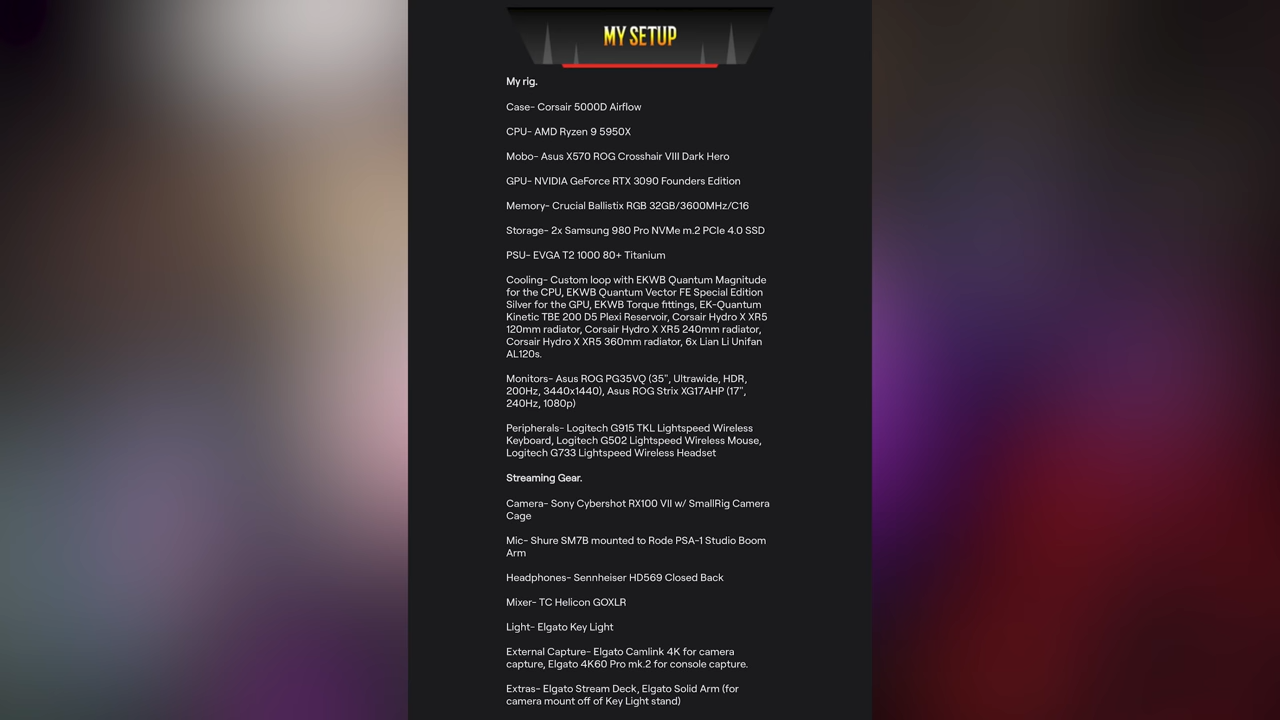 MY SETUP
My rig.
Case- Corsair 5000D Airflow
CPU- AMD Ryzen 9 5950X
Mobo- Asus X570 ROG Crosshair VIII Dark Hero
GPU- NVIDIA GeForce RTX 3090 Founders Edition
Memory- Crucial Ballistix RGB 32GB/3600MHz/C16
Storage- 2x Samsung 980 Pro NVMe m.2 PCIe 4.0 SSD
PSU- EVGA T2 1000 80+ Titanium
Cooling- Custom loop with EKWB Quantum Magnitude
for the CPU, EKWB Quantum Vector FE Special Edition
Silver for the GPU, EKWB Torque fittings, EK-Quantum
Kinetic TBE 200 D5 Plexi Reservoir, Corsair Hydro X XR5
120mm radiator, Corsair Hydro X XR5 240mm radiator,
Corsair Hydro X XR5 360mm radiator, 6x Lian Li Unifan
AL120s.
Monitors- Asus ROG PG35VQ (35", Ultrawide, HDR,
200Hz, 3440x1440), Asus ROG Strix XG17AHP (17",
240Hz, 1080p)
Peripherals- Logitech G915 TKL Lightspeed Wireless
Keyboard, Logitech G502 Lightspeed Wireless Mouse,
Logitech G733 Lightspeed Wireless Headset
Streaming Gear.
Camera- Sony Cybershot RX100 VII w/ SmallRig Camera
Cage
Mic- Shure SM7B mounted to Rode PSA-1 Studio Boom
Arm
Headphones- Sennheiser HD569 Closed Back
Mixer- TC Helicon GOXLR
Light- Elgato Key Light
External Capture- Elgato Camlink 4K for camera
capture, Elgato 4K60 Pro mk.2 for console capture.
Extras- Elgato Stream Deck, Elgato Solid Arm (for
camera mount off of Key Light stand)